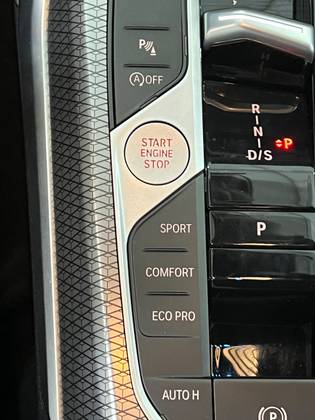 P
A OFF
R
N
D/S
P
START
ENGINE
STOP
SPORT
P
COMFORT
ECO PRO
AUTO H
P